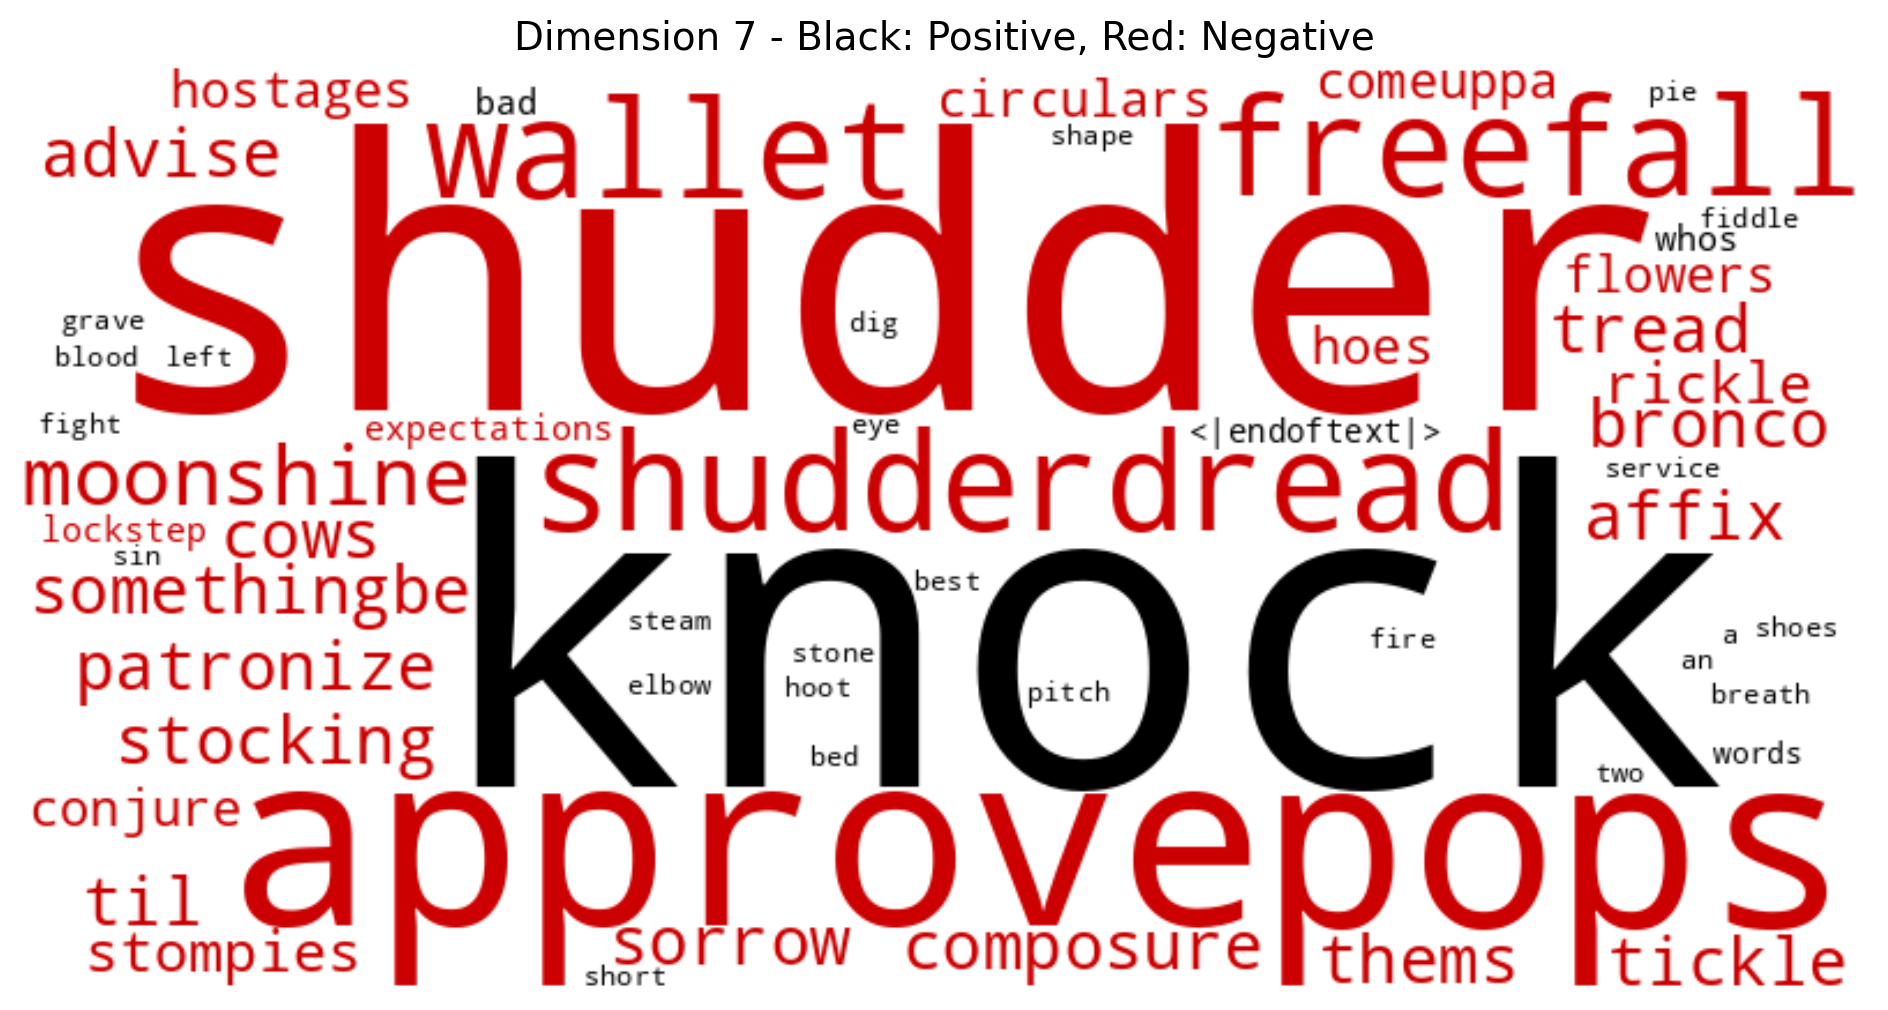 Dimension 7 - Black: Positive, Red: Negative
hostages bad wallet circulars comeuppa pie
advise shape freefall
shudder fiddle
whos
flowers
grave dig tread
blood left hoes
rickle
fight expectations eye <|endoftext|> bronco
moonshine shudderdread service
lockstep cows affix
sin
somethingbe knock best
steam fire a shoes
patronize stone an
elbow hoot pitch breath
stocking bed words
two
conjure approvepops
til
stompies sorrow composure thems tickle
short